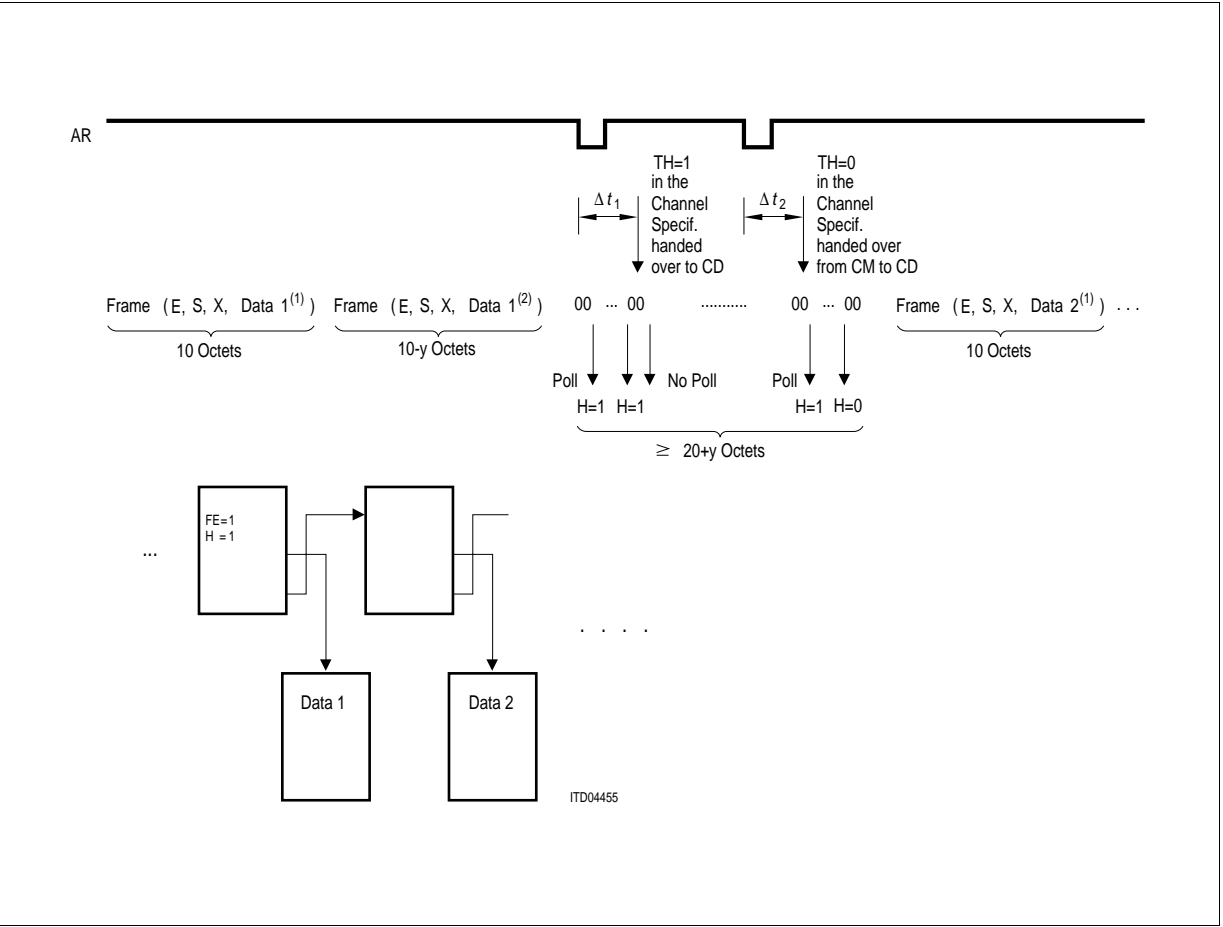 AR
TH=1
in the
Channel
Specif.
handed
over to CD
TH=0
in the
Channel
Specif.
handed over
from CM to CD
Δ t1
Δ t2
Frame (E, S, X, Data 1(1)) Frame (E, S, X, Data 1(2)) 00 ... 00 ........... 00 ... 00 Frame (E, S, X, Data 2(1)) . . .
10 Octets 10-y Octets 10 Octets
Poll No Poll Poll
H=1 H=1 H=1 H=0
≥ 20+y Octets
FE=1
H =1
...
. . . .
Data 1 Data 2
ITD04455